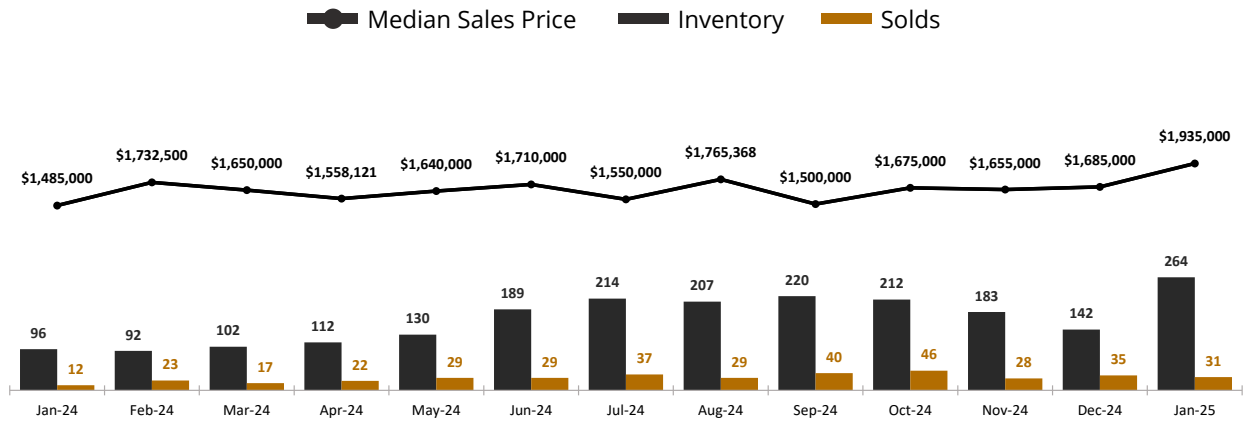 Median Sales Price Inventory Solds
$1,485,000 $1,732,500 $1,650,000 $1,558,121 $1,640,000 $1,710,000 $1,550,000 $1,765,368 $1,500,000 $1,675,000 $1,655,000 $1,685,000 $1,935,000
96 92 102 112 130 189 214 207 220 212 183 142 264
12 23 17 22 29 29 37 29 40 46 28 35 31
Jan-24 Feb-24 Mar-24 Apr-24 May-24 Jun-24 Jul-24 Aug-24 Sep-24 Oct-24 Nov-24 Dec-24 Jan-25